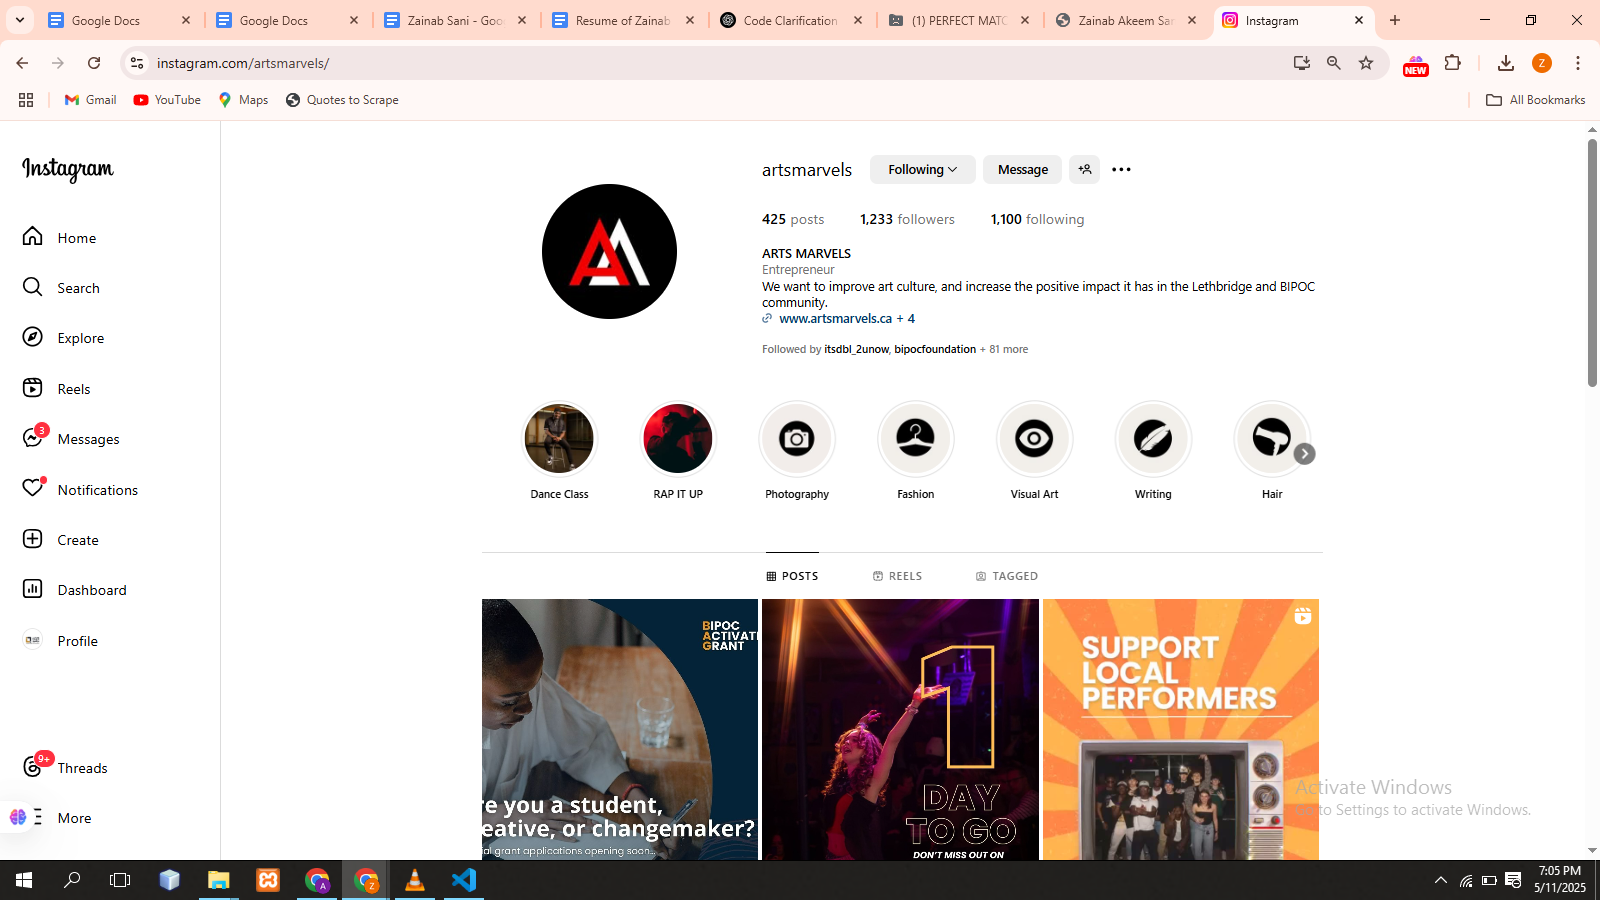 Google Docs
Google Docs
Zainab Sani - Goo
Resume of Zainab
Code Clarification
(1) PERFECT MATC
Zainab Akeem San
Instagram
instagram.com/artsmarvels/
NEW
Z
Gmail
YouTube
Maps
Quotes to Scrape
All Bookmarks
Instagram
Home
Search
Explore
Reels
3
Messages
Notifications
Create
Dashboard
Profile
9+
Threads
More
artsmarvels
Following
Message
425 posts
1,233 followers
1,100 following
ARTS MARVELS
Entrepreneur
We want to improve art culture, and increase the positive impact it has in the Lethbridge and BIPOC
community.
www.artsmarvels.ca + 4
Followed by itsdbl_2unow, bipocfoundation + 81 more
Dance Class
RAP IT UP
Photography
Fashion
Visual Art
Writing
Hair
POSTS
REELS
TAGGED
BIPOC
ACTIVATE
GRANT
re you a student,
eative, or changemaker?
ial grant applications opening soon...
1
DAY
TO GO
DON'T MISS OUT ON
SUPPORT
LOCAL
PERFORMERS
Activate Windows
Go to Settings to activate Windows.
A
Z
7:05 PM
5/11/2025